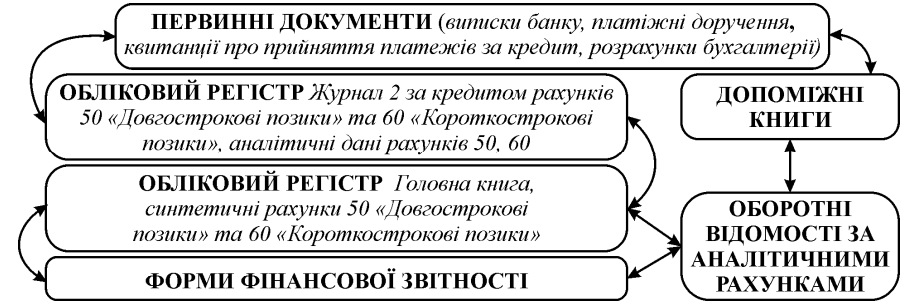 ПЕРВИННІ ДОКУМЕНТИ (виписки банку, платіжні доручення,
квитанції про прийняття платежів за кредит, розрахунки бухгалтерії)
ОБЛІКОВИЙ РЕГІСТР Журнал 2 за кредитом рахунків
50 «Довгострокові позики» та 60 «Короткострокові
позики», аналітичні дані рахунків 50, 60
ДОПОМІЖНІ
КНИГИ
ОБЛІКОВИЙ РЕГІСТР Головна книга,
синтетичні рахунки 50 «Довгострокові
позики» та 60 «Короткострокові позики»
ОБОРОТНІ
ВІДОМОСТІ ЗА
АНАЛІТИЧНИМИ
РАХУНКАМИ
ФОРМИ ФІНАНСОВОЇ ЗВІТНОСТІ